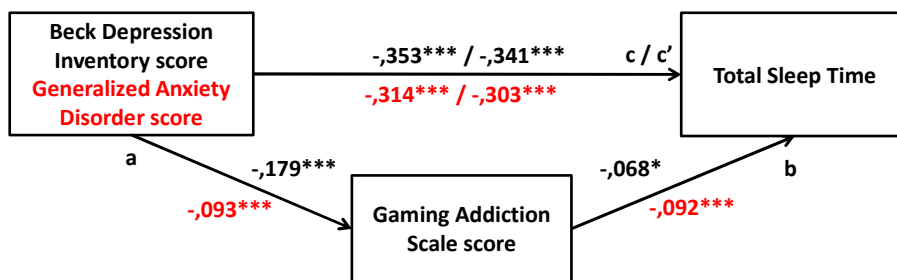 Beck Depression
Inventory score
Generalized Anxiety
Disorder score
-,353*** / -,341***
c / c’
-,314*** / -,303***
Total Sleep Time
a
-,179***
-,093***
Gaming Addiction
Scale score
-,068*
b
-,092***